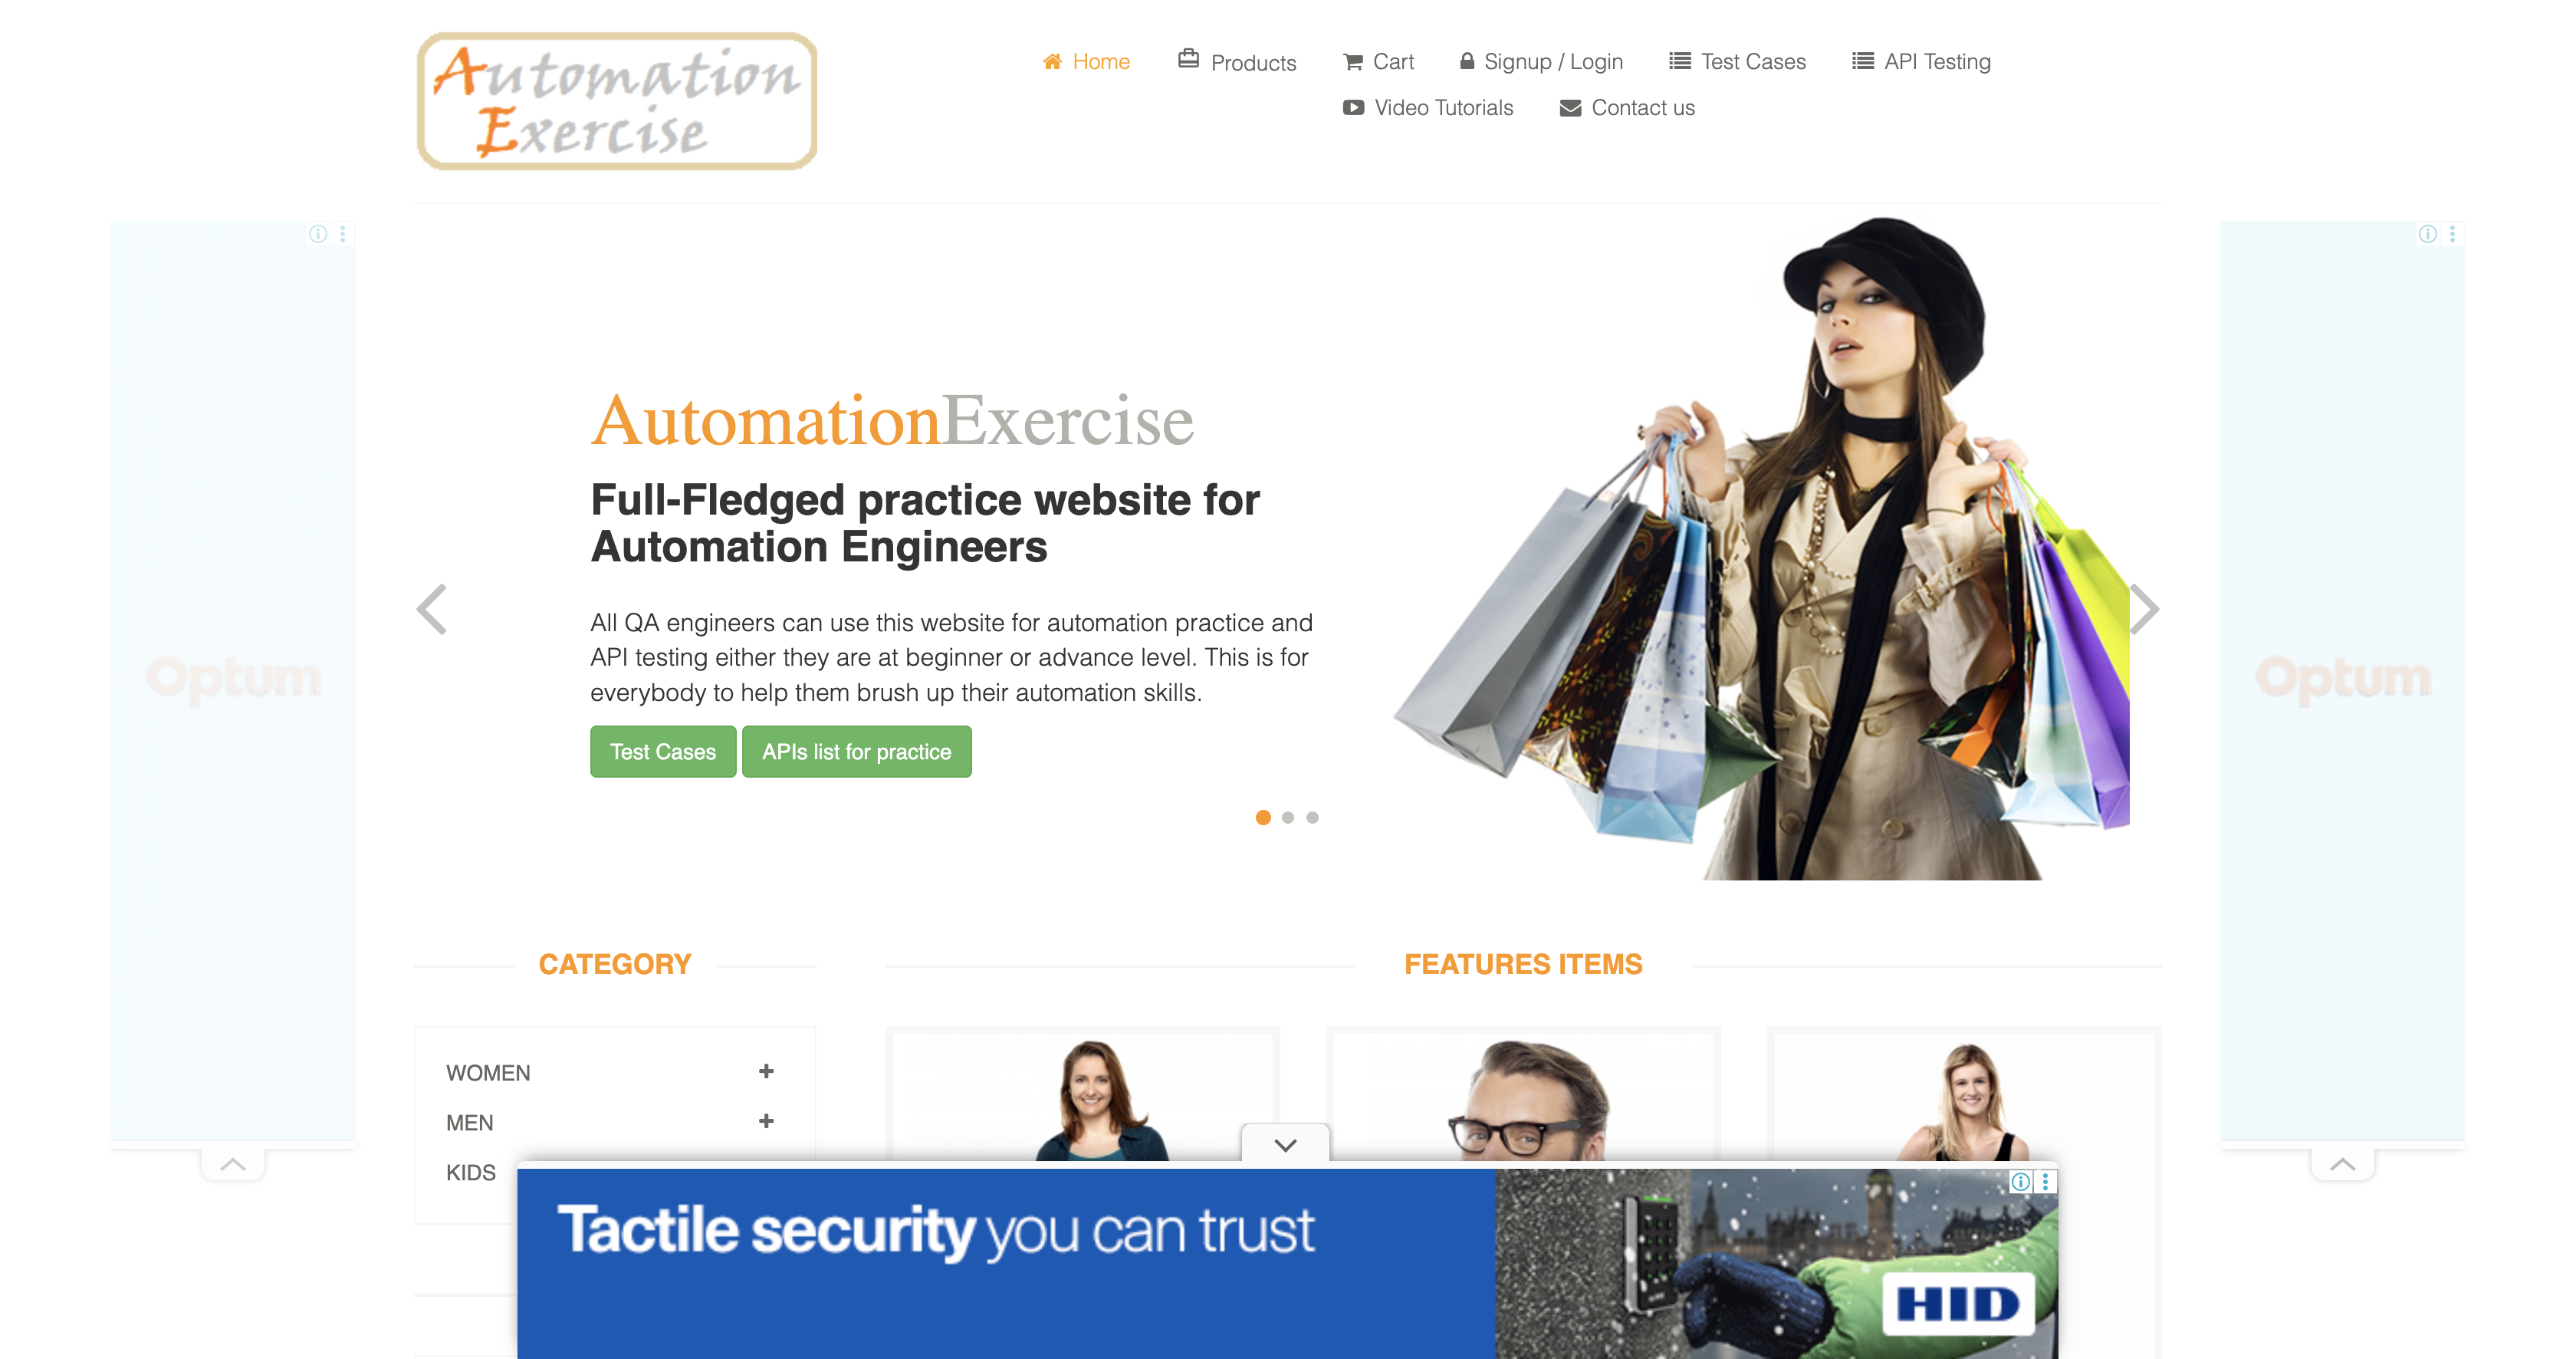 Automation
Exercise
Home
Products
Cart
Signup / Login
Test Cases
API Testing
Video Tutorials
Contact us
AutomationExercise
Full-Fledged practice website for
Automation Engineers
All QA engineers can use this website for automation practice and
API testing either they are at beginner or advance level. This is for
everybody to help them brush up their automation skills.
Test Cases
APIs list for practice
Optum
Optum
CATEGORY
FEATURES ITEMS
WOMEN
MEN
KIDS
Tactile security you can trust
HID